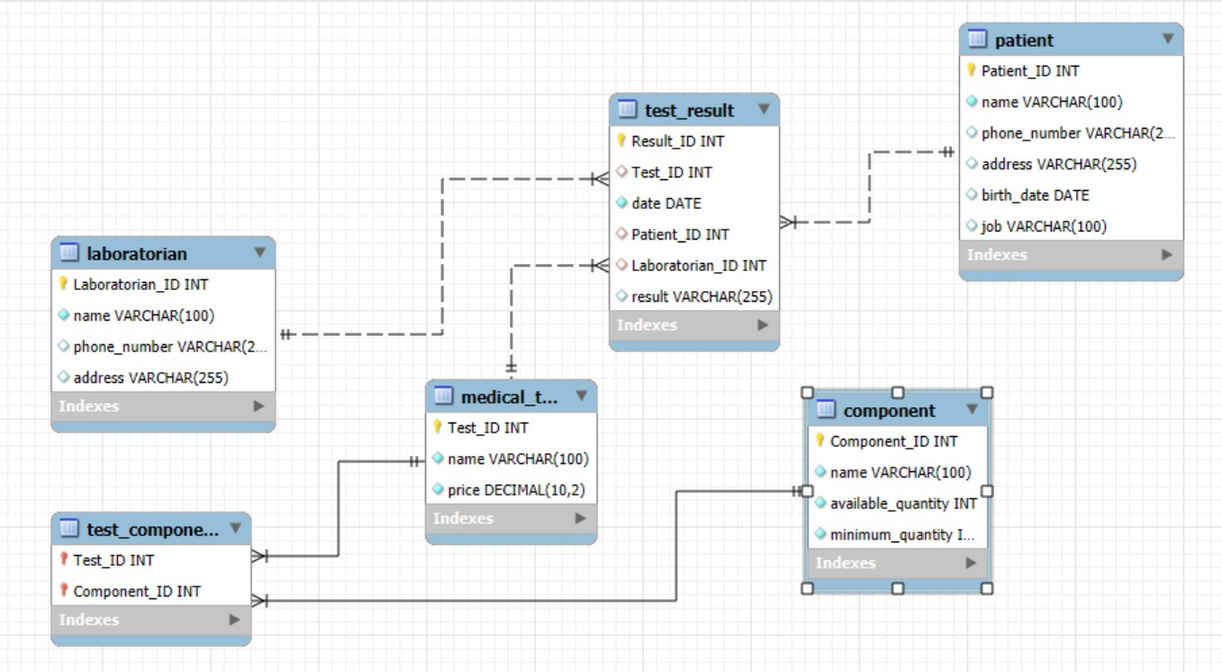 patient
Patient_ID INT
name VARCHAR(100)
phone_number VARCHAR(2...
address VARCHAR(255)
birth_date DATE
job VARCHAR(100)
Indexes
test_result
Result_ID INT
Test_ID INT
date DATE
Patient_ID INT
Laboratorian_ID INT
result VARCHAR(255)
Indexes
laboratorian
Laboratorian_ID INT
name VARCHAR(100)
phone_number VARCHAR(2...
address VARCHAR(255)
Indexes
medical_t...
Test_ID INT
name VARCHAR(100)
price DECIMAL(10,2)
Indexes
component
Component_ID INT
name VARCHAR(100)
available_quantity INT
minimum_quantity I...
Indexes
test_compone...
Test_ID INT
Component_ID INT
Indexes